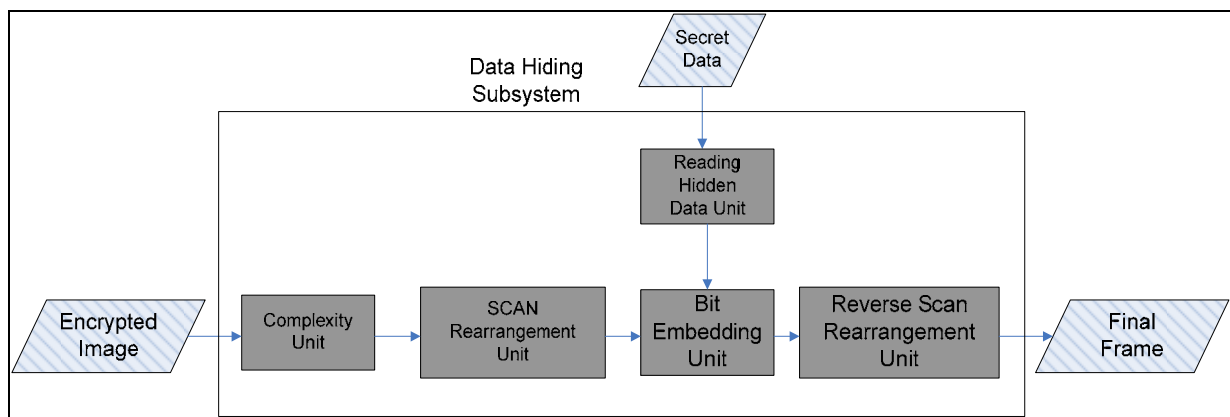 Secret
Data
Data Hiding
Subsystem
Reading
Hidden
Data Unit
Encrypted
Image
Complexity
Unit
SCAN
Rearrangement
Unit
Bit
Embedding
Unit
Reverse Scan
Rearrangement
Unit
Final
Frame